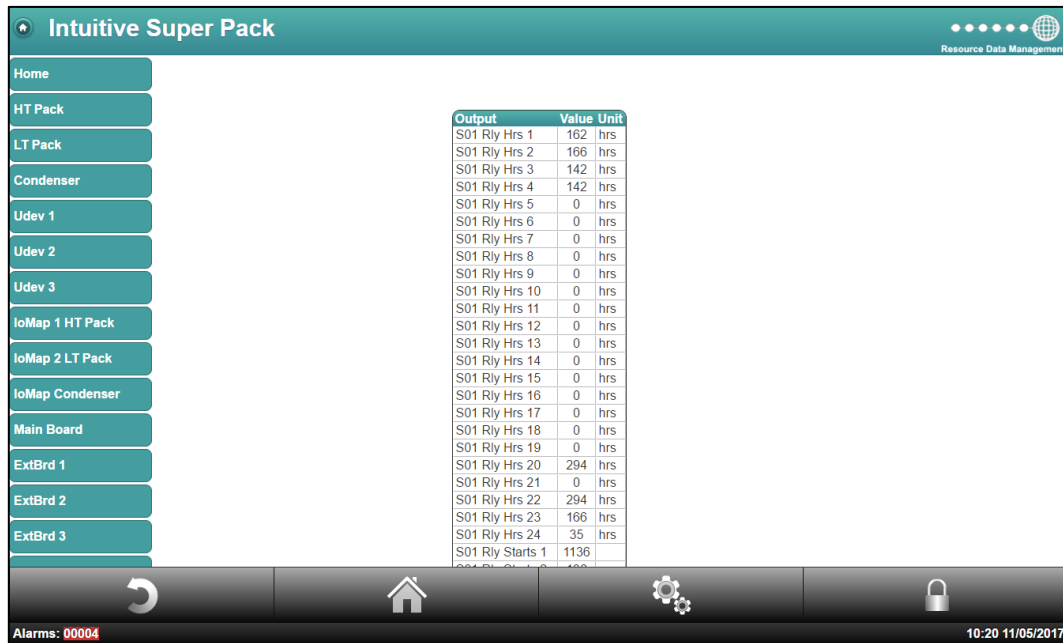 Intuitive Super Pack
Resource Data Management
Home
HT Pack
LT Pack
Condenser
Udev 1
Udev 2
Udev 3
IoMap 1 HT Pack
IoMap 2 LT Pack
IoMap Condenser
Main Board
ExtBrd 1
ExtBrd 2
ExtBrd 3
Output Value Unit
S01 Rly Hrs 1 162 hrs
S01 Rly Hrs 2 166 hrs
S01 Rly Hrs 3 142 hrs
S01 Rly Hrs 4 142 hrs
S01 Rly Hrs 5 0 hrs
S01 Rly Hrs 6 0 hrs
S01 Rly Hrs 7 0 hrs
S01 Rly Hrs 8 0 hrs
S01 Rly Hrs 9 0 hrs
S01 Rly Hrs 10 0 hrs
S01 Rly Hrs 11 0 hrs
S01 Rly Hrs 12 0 hrs
S01 Rly Hrs 13 0 hrs
S01 Rly Hrs 14 0 hrs
S01 Rly Hrs 15 0 hrs
S01 Rly Hrs 16 0 hrs
S01 Rly Hrs 17 0 hrs
S01 Rly Hrs 18 0 hrs
S01 Rly Hrs 19 0 hrs
S01 Rly Hrs 20 294 hrs
S01 Rly Hrs 21 0 hrs
S01 Rly Hrs 22 294 hrs
S01 Rly Hrs 23 166 hrs
S01 Rly Hrs 24 35 hrs
S01 Rly Starts 1 1136
Alarms: 00004
10:20 11/05/2017